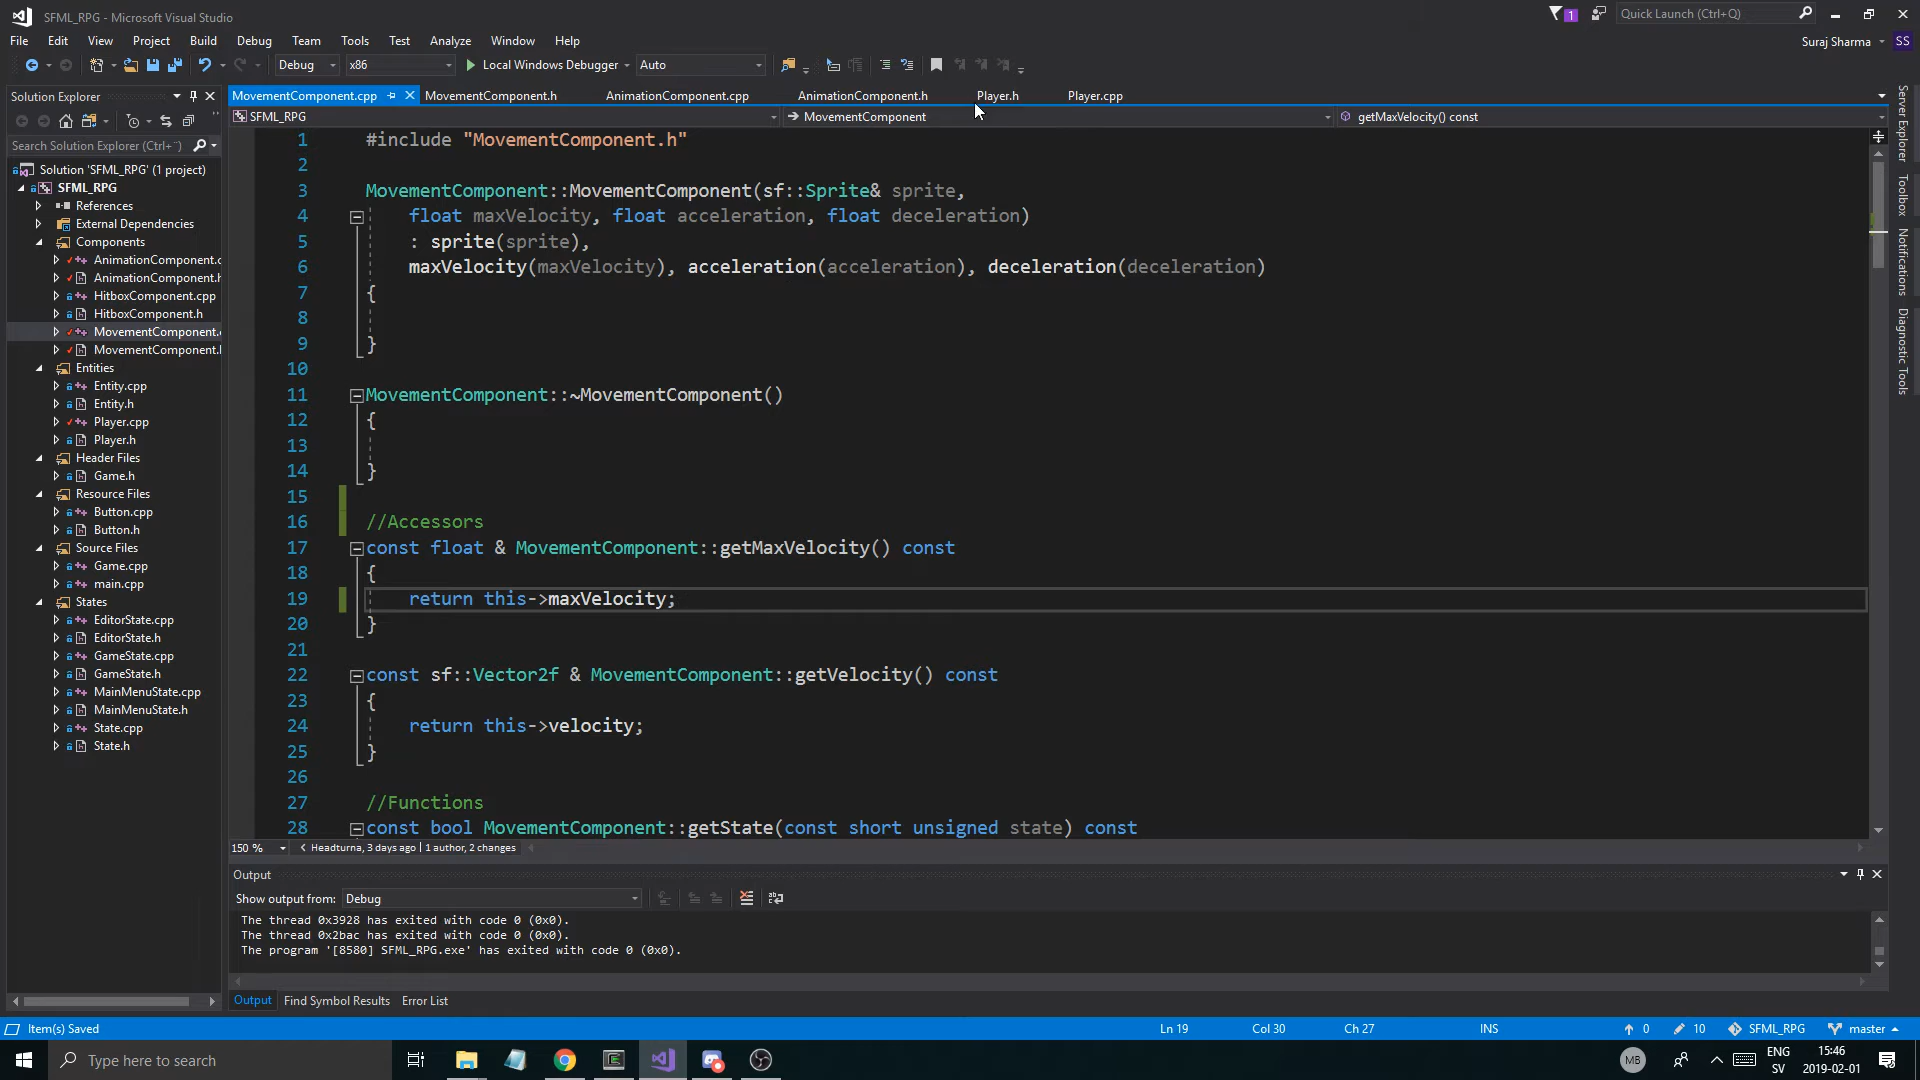 SFML_RPG - Microsoft Visual Studio
1
Quick Launch (Ctrl+Q)
File Edit View Project Build Debug Team Tools Test Analyze Window Help
Suraj Sharma
SS
Debug x86 Local Windows Debugger Auto
Solution Explorer
MovementComponent.cpp MovementComponent.h AnimationComponent.cpp AnimationComponent.h Player.h Player.cpp
SFML_RPG MovementComponent getMaxVelocity() const
Search Solution Explorer (Ctrl+
Solution 'SFML_RPG' (1 project)
SFML_RPG
References
External Dependencies
Components
AnimationComponent.c
AnimationComponent.h
HitboxComponent.cpp
HitboxComponent.h
MovementComponent.c
MovementComponent.h
Entities
Entity.cpp
Entity.h
Player.cpp
Player.h
Header Files
Game.h
Resource Files
Button.cpp
Button.h
Source Files
Game.cpp
main.cpp
States
EditorState.cpp
EditorState.h
GameState.cpp
GameState.h
MainMenuState.cpp
MainMenuState.h
State.cpp
State.h
1 #include "MovementComponent.h"
2
3 MovementComponent::MovementComponent(sf::Sprite& sprite,
4 float maxVelocity, float acceleration, float deceleration)
5 : sprite(sprite),
6 maxVelocity(maxVelocity), acceleration(acceleration), deceleration(deceleration)
7 {
8
9 }
10
11 MovementComponent::~MovementComponent()
12 {
13
14 }
15
16 //Accessors
17 const float & MovementComponent::getMaxVelocity() const
18 {
19 return this->maxVelocity;
20 }
21
22 const sf::Vector2f & MovementComponent::getVelocity() const
23 {
24 return this->velocity;
25 }
26
27 //Functions
28 const bool MovementComponent::getState(const short unsigned state) const
150 % Headturna, 3 days ago | 1 author, 2 changes
Output
Show output from: Debug
The thread 0x3928 has exited with code 0 (0x0).
The thread 0x2bac has exited with code 0 (0x0).
The program '[8580] SFML_RPG.exe' has exited with code 0 (0x0).
Output Find Symbol Results Error List
Server Explorer
Toolbox
Notifications
Diagnostic Tools
Item(s) Saved Ln 19 Col 30 Ch 27 INS 0 10 SFML_RPG master
Type here to search
MB
ENG
SV
15:46
2019-02-01